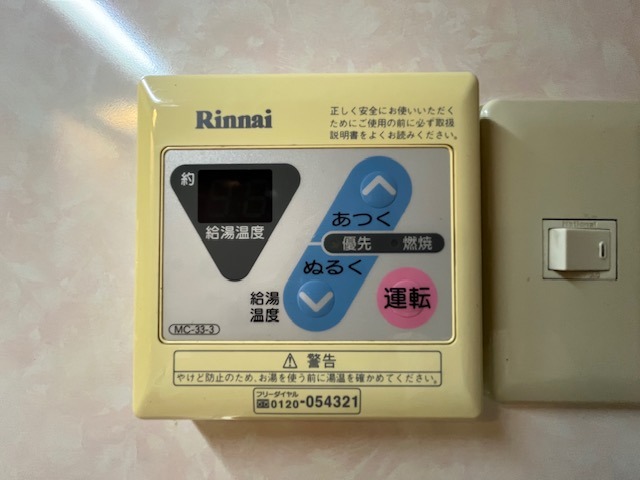 Rinnai
正しく安全にお使いいただく
ためにご使用の前に必ず取扱
説明書をよくお読みください。
約
給湯温度
あつく
優先 燃焼
ぬるく
給湯
温度
運転
MC-33-3
⚠ 警告
やけど防止のため、お湯を使う前に湯温を確かめてください。
フリーダイヤル
0120-054321
National